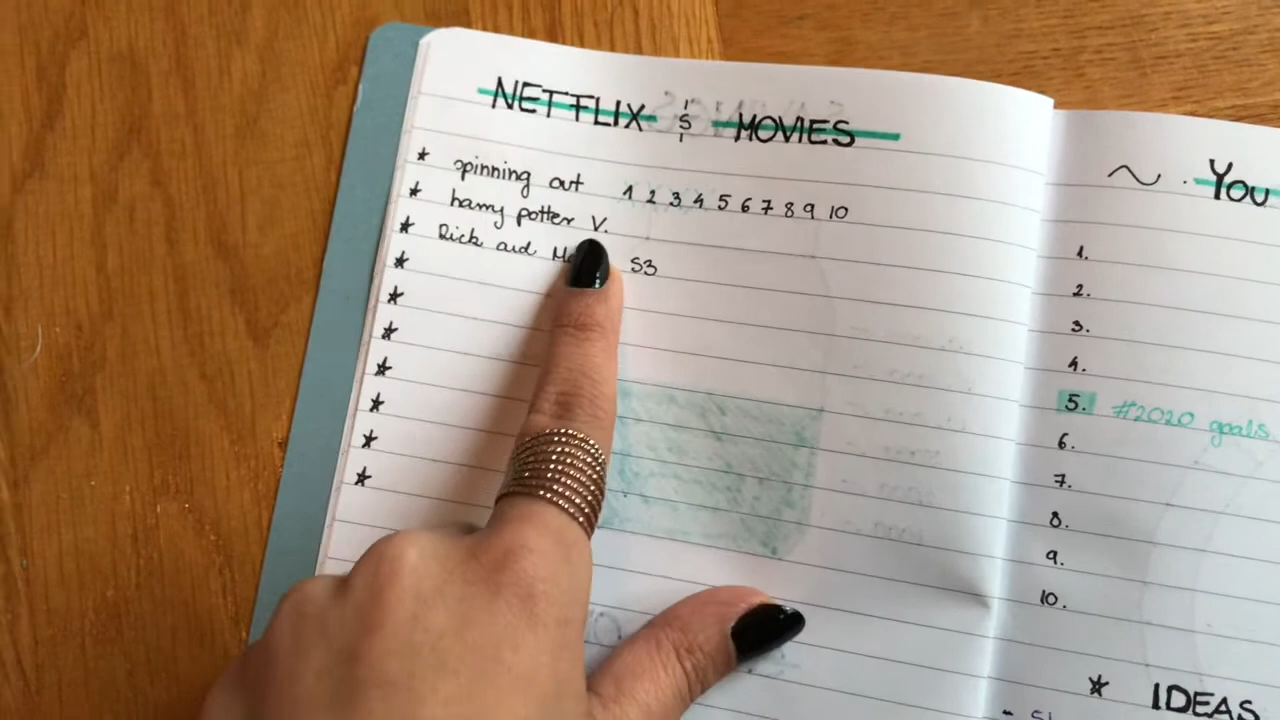 NETFLIX & MOVIES
* spinning out 1 2 3 4 5 6 7 8 9 10
* harry potter V.
* Rick and S3
*
*
*
*
*
*
*
~ . YOU
1.
2.
3.
4.
5. #2020 goals
6.
7.
8.
9.
10.
* IDEAS